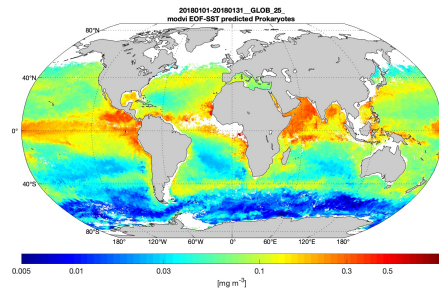 20180101-20180131__GLOB_25_
modvi EOF-SST predicted Prokaryotes
80°N
40°N
0°
40°S
80°S
180° 120°W 60°W 0° 60°E 120°E 180°
0.005 0.01 0.03 0.1 0.3 0.5
[mg m⁻³]